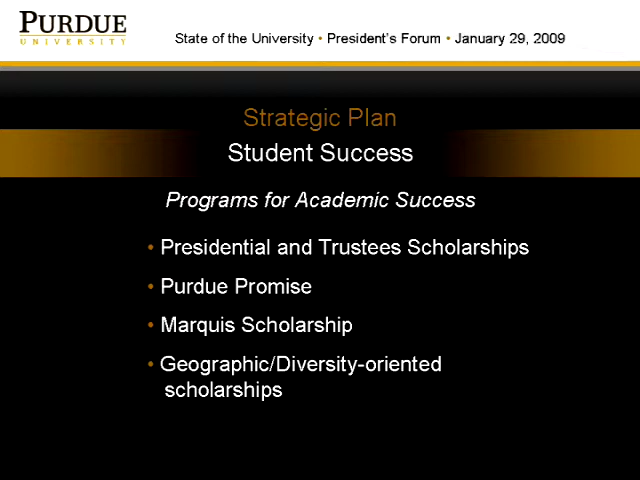 PURDUE
UNIVERSITY
State of the University • President's Forum • January 29, 2009
Strategic Plan
Student Success
Programs for Academic Success
• Presidential and Trustees Scholarships
• Purdue Promise
• Marquis Scholarship
• Geographic/Diversity-oriented
scholarships